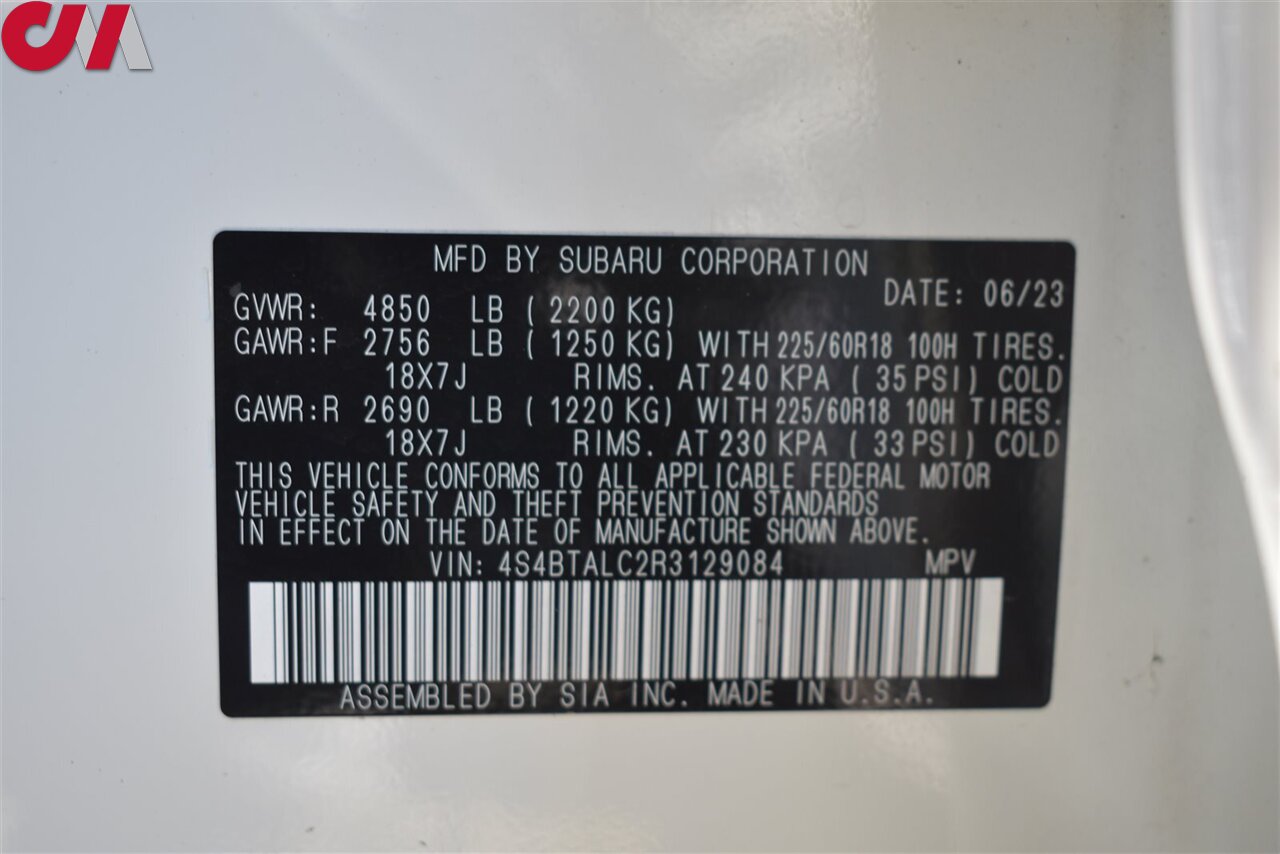 CM
MFD BY SUBARU CORPORATION
DATE: 06/23
GVWR: 4850 LB ( 2200 KG)
GAWR:F 2756 LB ( 1250 KG) WITH 225/60R18 100H TIRES.
18X7J RIMS. AT 240 KPA ( 35 PSI) COLD
GAWR:R 2690 LB ( 1220 KG) WITH 225/60R18 100H TIRES.
18X7J RIMS. AT 230 KPA ( 33 PSI) COLD
THIS VEHICLE CONFORMS TO ALL APPLICABLE FEDERAL MOTOR
VEHICLE SAFETY AND THEFT PREVENTION STANDARDS
IN EFFECT ON THE DATE OF MANUFACTURE SHOWN ABOVE.
VIN: 4S4BTALC2R3129084 MPV
ASSEMBLED BY SIA INC. MADE IN U.S.A.